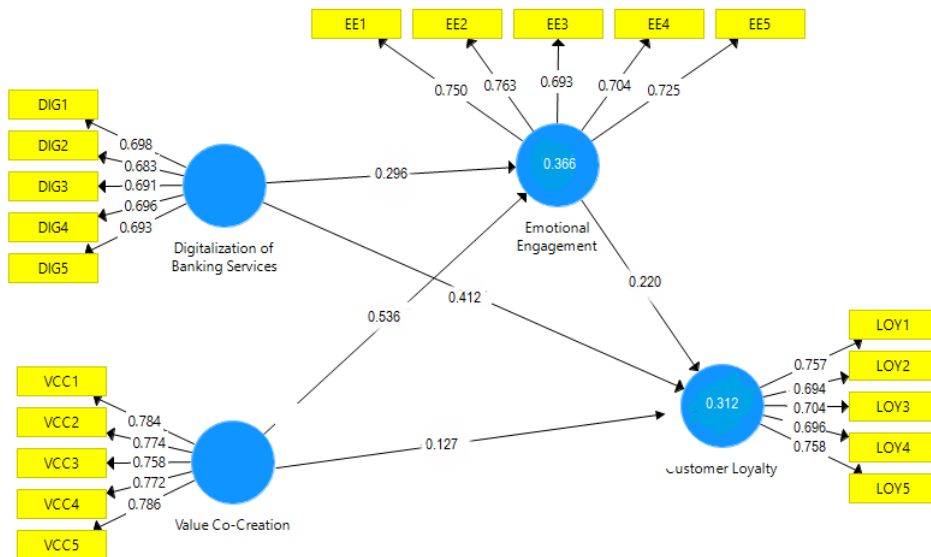 EE1
EE2
EE3
EE4
EE5
0.750
0.763
0.693
0.704
0.725
DIG1
DIG2
DIG3
DIG4
DIG5
0.698
0.683
0.691
0.696
0.693
Digitalization of
Banking Services
0.296
0.366
Emotional
Engagement
0.536
0.412
0.220
VCC1
VCC2
VCC3
VCC4
VCC5
0.784
0.774
0.758
0.772
0.786
Value Co-Creation
0.127
0.312
Customer Loyalty
0.757
0.694
0.704
0.696
0.758
LOY1
LOY2
LOY3
LOY4
LOY5